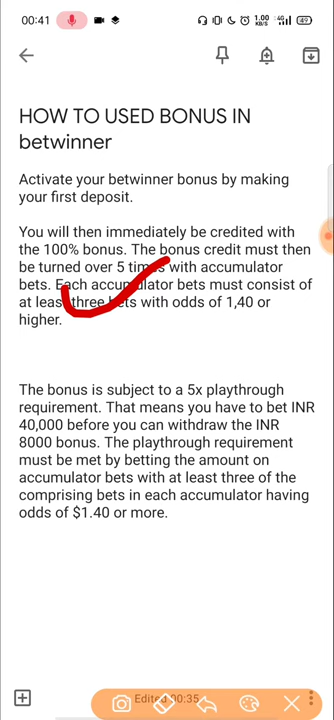 00:41
1.00 KB/S 4G 49
HOW TO USED BONUS IN
betwinner
Activate your betwinner bonus by making
your first deposit.
You will then immediately be credited with
the 100% bonus. The bonus credit must then
be turned over 5 times with accumulator
bets. Each accumulator bets must consist of
at least three bets with odds of 1,40 or
higher.
The bonus is subject to a 5x playthrough
requirement. That means you have to bet INR
40,000 before you can withdraw the INR
8000 bonus. The playthrough requirement
must be met by betting the amount on
accumulator bets with at least three of the
comprising bets in each accumulator having
odds of $1.40 or more.
Edited 00:35